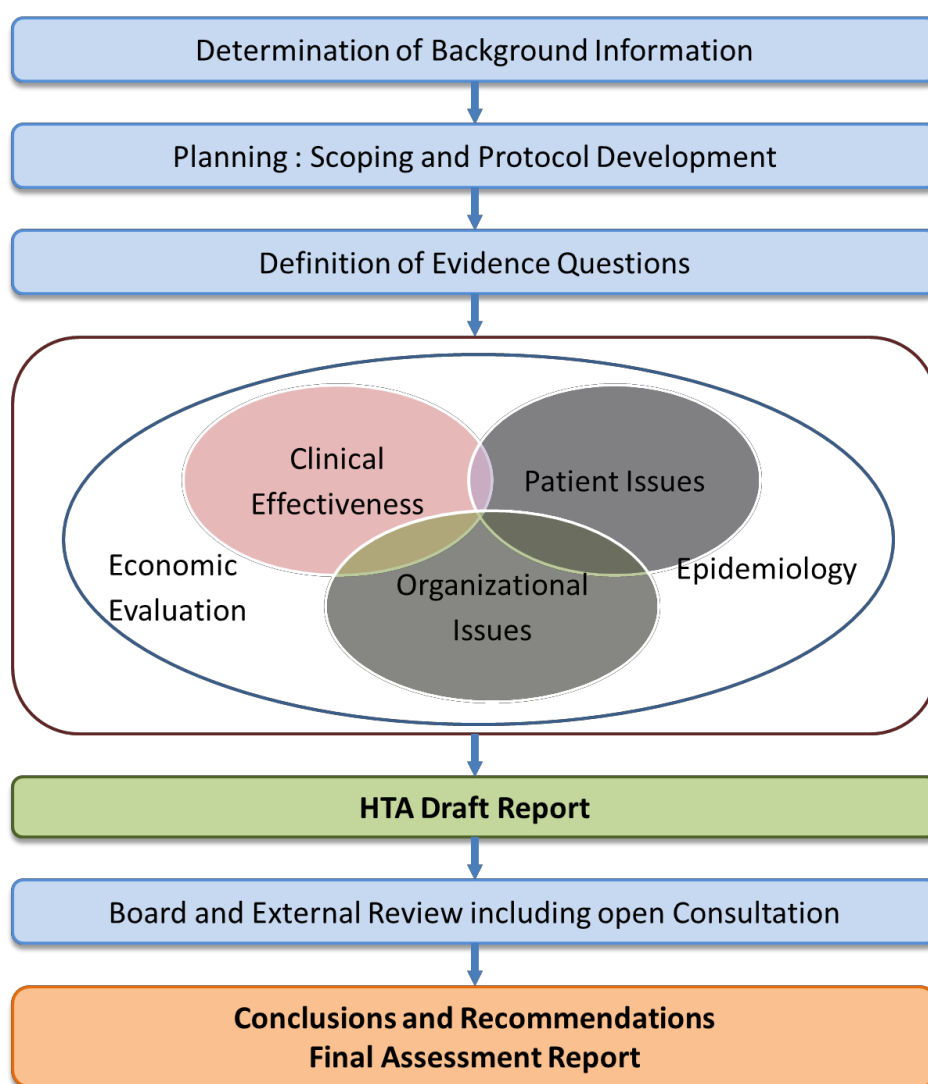 Determination of Background Information
Planning : Scoping and Protocol Development
Definition of Evidence Questions
Clinical
Effectiveness
Patient Issues
Economic
Evaluation
Organizational
Issues
Epidemiology
HTA Draft Report
Board and External Review including open Consultation
Conclusions and Recommendations
Final Assessment Report